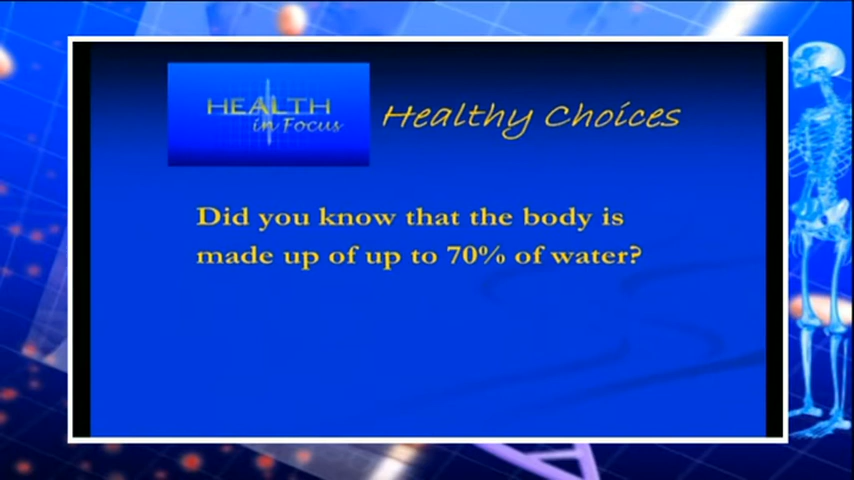 HEALTH
in Focus
Healthy Choices
Did you know that the body is
made up of up to 70% of water?